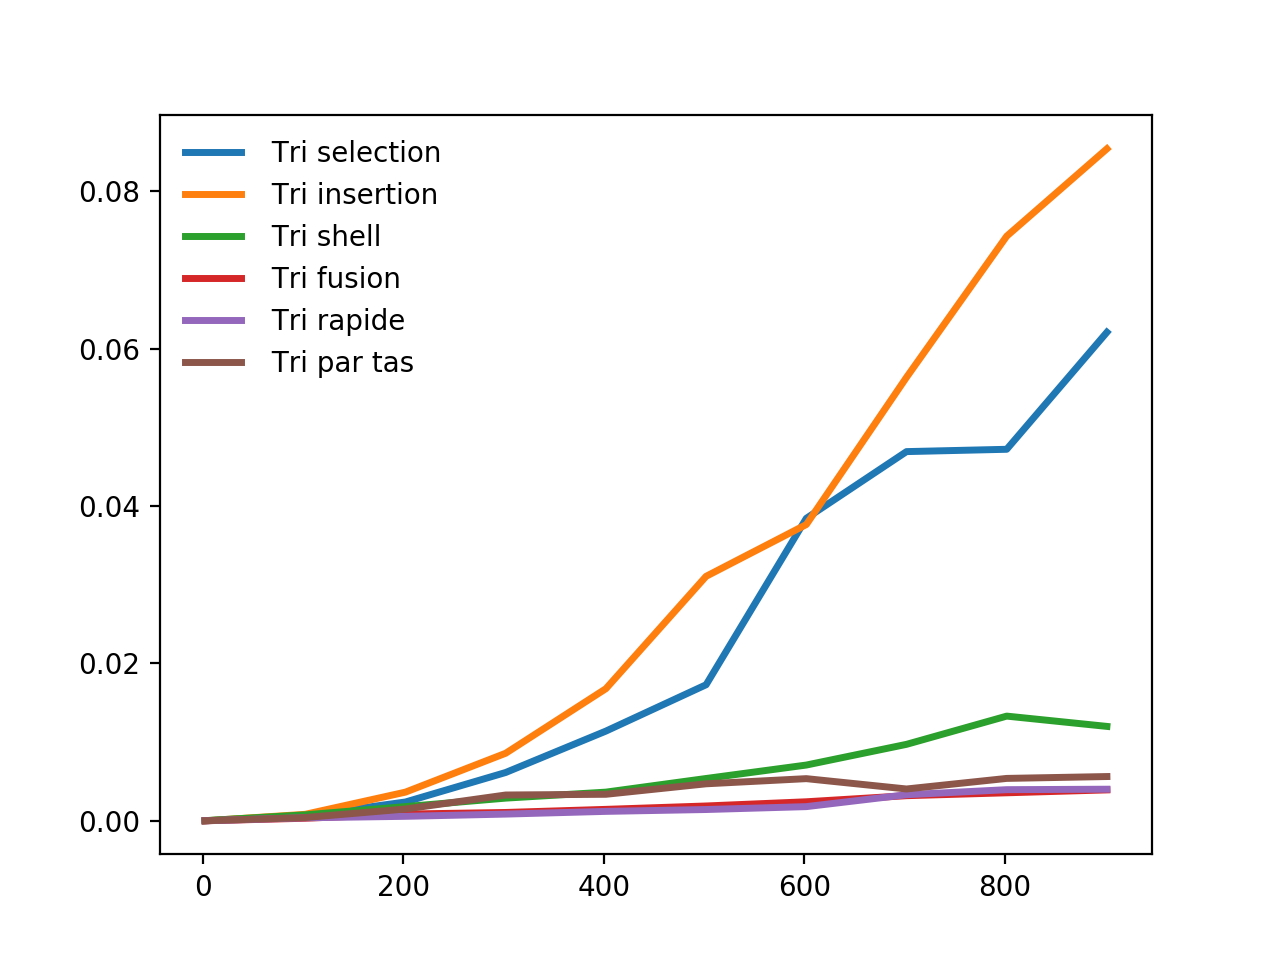 Tri selection
Tri insertion
Tri shell
Tri fusion
Tri rapide
Tri par tas
0.08
0.06
0.04
0.02
0.00
0 200 400 600 800